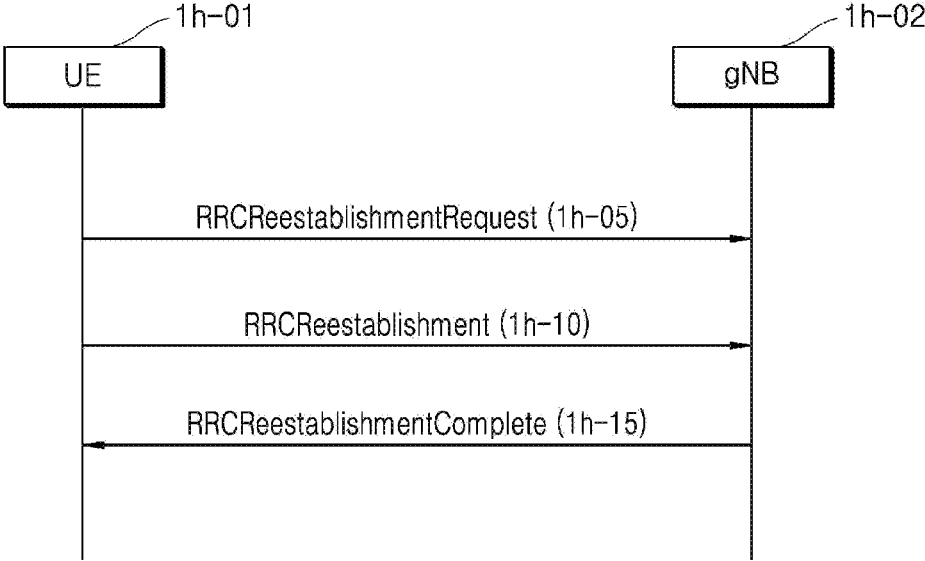 1h-01
1h-02
UE
gNB
RRCReestablishmentRequest (1h-05)
RRCReestablishment (1h-10)
RRCReestablishmentComplete (1h-15)